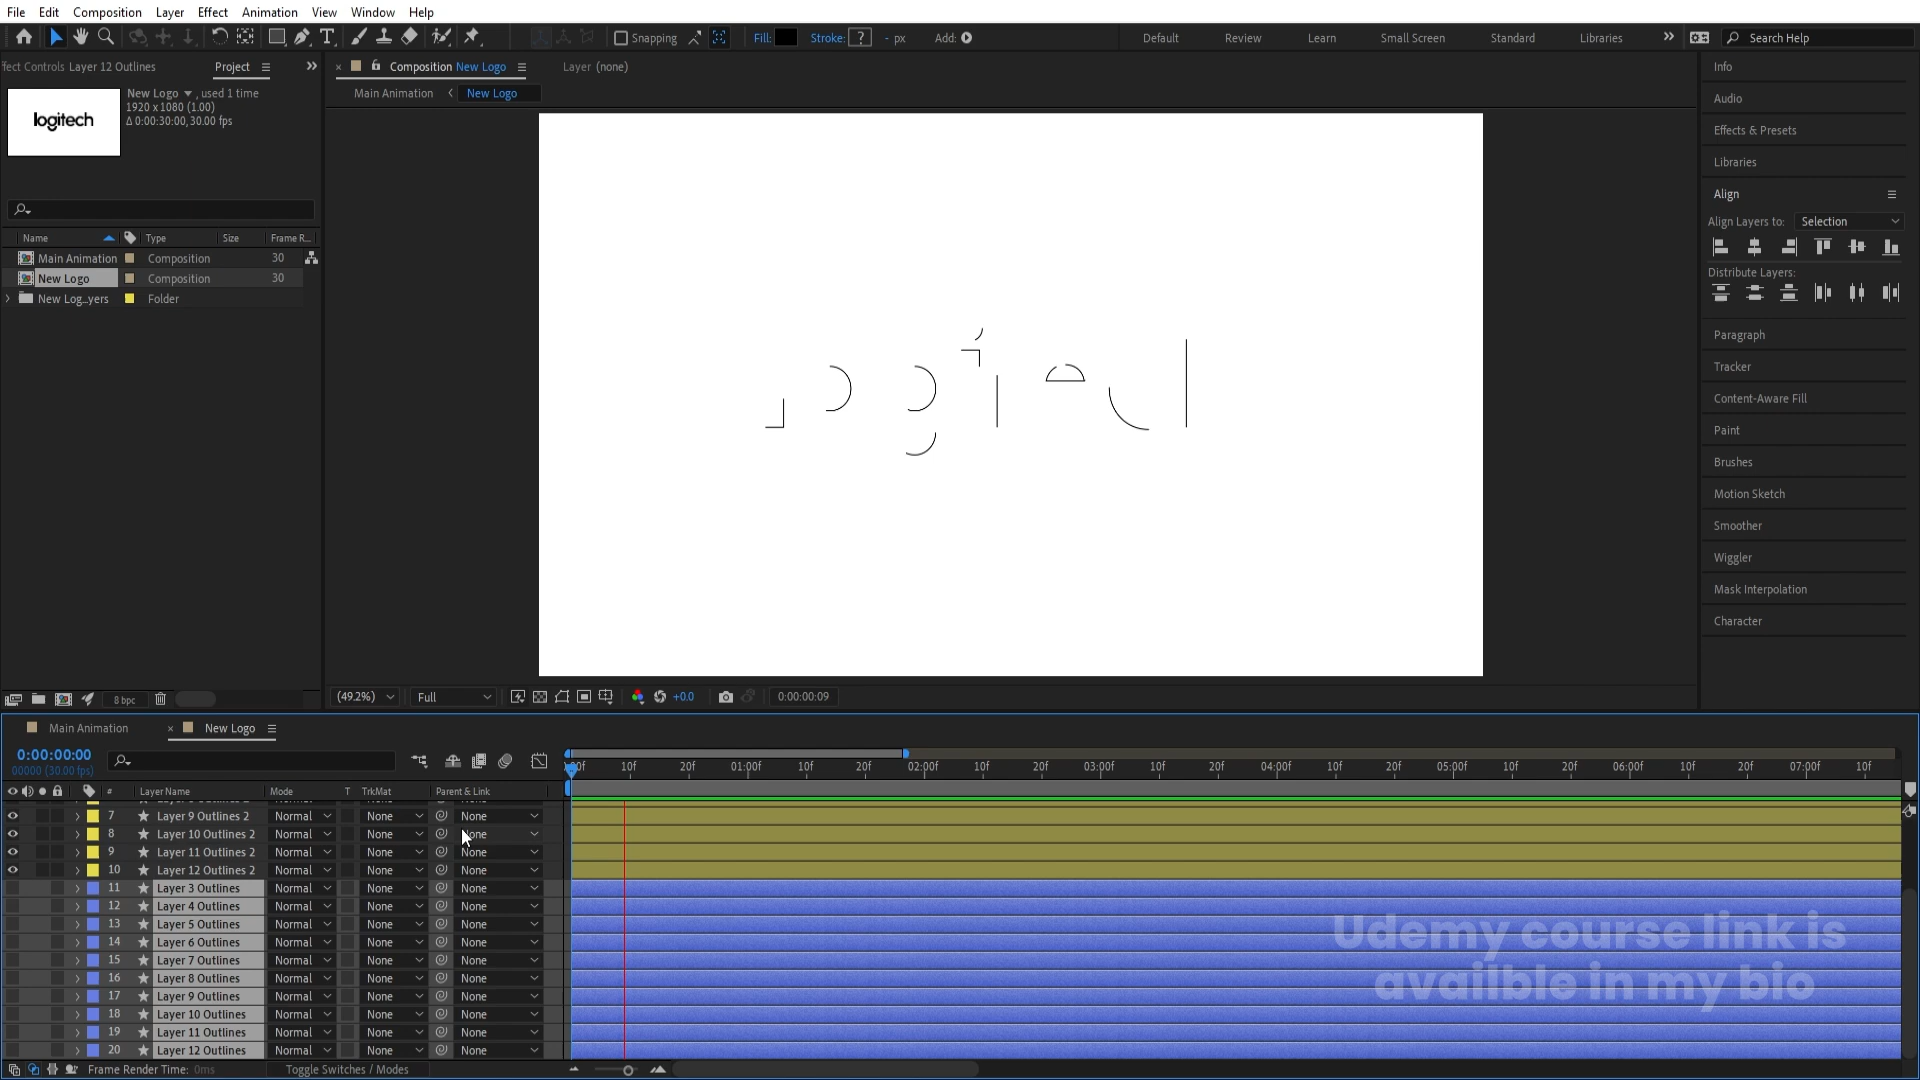 File Edit Composition Layer Effect Animation View Window Help
Snapping Fill: Stroke: ? - px Add: Default Review Learn Small Screen Standard Libraries Search Help
fect Controls Layer 12 Outlines Project Composition New Logo Layer (none) Info
New Logo , used 1 time Main Animation New Logo
1920 x 1080 (1.00) Audio
Δ 0:00:30:00, 30.00 fps
logitech
Effects & Presets
Libraries
Align
Align Layers to: Selection
Name Type Size Frame R...
Main Animation Composition 30
Distribute Layers:
New Logo Composition 30
New Log...yers Folder
Paragraph
Tracker
Content-Aware Fill
Paint
Brushes
Motion Sketch
Smoother
Wiggler
Mask Interpolation
Character
8 bpc (49.2%) Full +0.0 0:00:00:09
Main Animation New Logo
0:00:00:00
00000 (30.00 fps)
10f 20f 01:00f 10f 20f 02:00f 10f 20f 03:00f 10f 20f 04:00f 10f 20f 05:00f 10f 20f 06:00f 10f 20f 07:00f 10f
# Layer Name Mode T TrkMat Parent & Link
7 Layer 9 Outlines 2 Normal None None
8 Layer 10 Outlines 2 Normal None None
9 Layer 11 Outlines 2 Normal None None
10 Layer 12 Outlines 2 Normal None None
11 Layer 3 Outlines Normal None None
12 Layer 4 Outlines Normal None None
13 Layer 5 Outlines Normal None None
14 Layer 6 Outlines Normal None None
15 Layer 7 Outlines Normal None None
16 Layer 8 Outlines Normal None None
17 Layer 9 Outlines Normal None None
18 Layer 10 Outlines Normal None None
19 Layer 11 Outlines Normal None None
20 Layer 12 Outlines Normal None None
Udemy course link is
availble in my bio
Frame Render Time: 0ms Toggle Switches / Modes